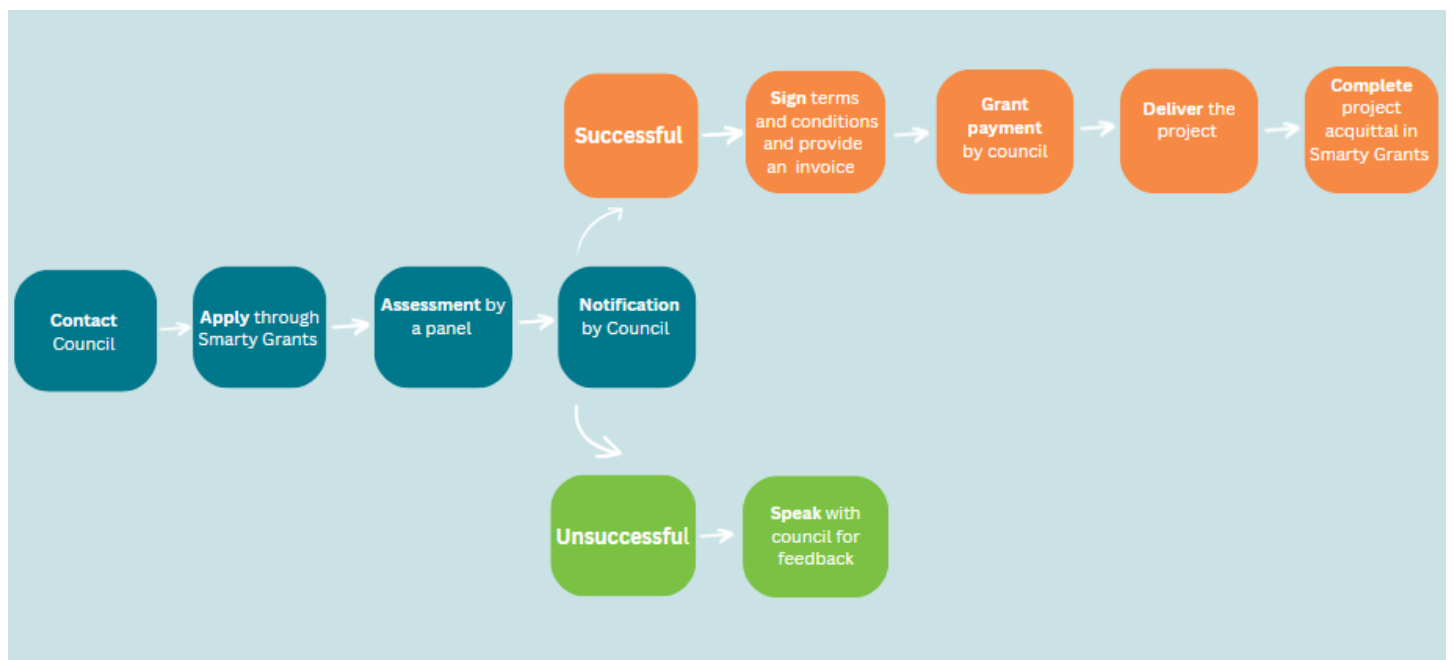 Contact
Council
Apply through
Smarty Grants
Assessment by
a panel
Notification
by Council
Successful
Sign terms
and conditions
and provide
an invoice
Grant
payment
by council
Deliver the
project
Complete
project
acquittal in
Smarty Grants
Unsuccessful
Speak with
council for
feedback